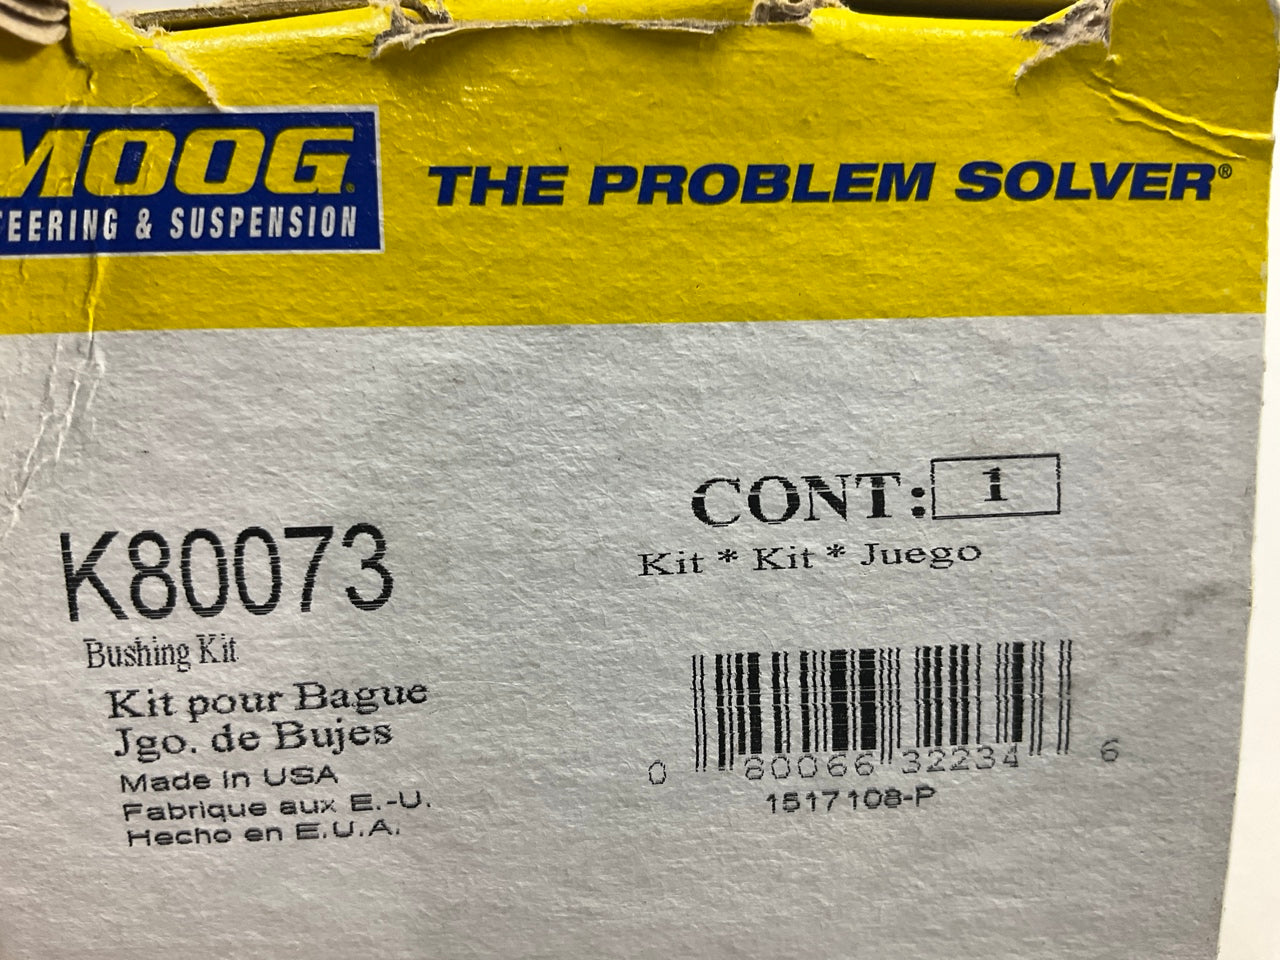 MOOG®
EERING & SUSPENSION
THE PROBLEM SOLVER®
CONT: 1
Kit * Kit * Juego
K80073
Bushing Kit
Kit pour Bague
Jgo. de Bujes
Made in USA
Fabrique aux E.-U.
Hecho en E.U.A.
0 80066 32234 6
1517108-P